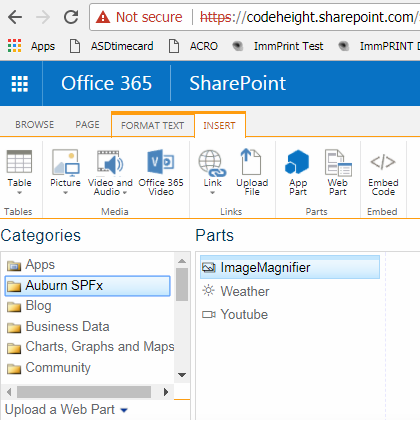 Not secure https://codeheight.sharepoint.com/
Apps ASDtimecard ACRO ImmPrint Test ImmPRINT D
Office 365 SharePoint
BROWSE PAGE FORMAT TEXT INSERT
Table Picture Video and Audio Office 365 Video Link Upload File App Part Web Part Embed Code
Tables Media Links Parts Embed
Categories Parts
Apps ImageMagnifier
Auburn SPFx Weather
Blog Youtube
Business Data
Charts, Graphs and Maps
Community
Upload a Web Part